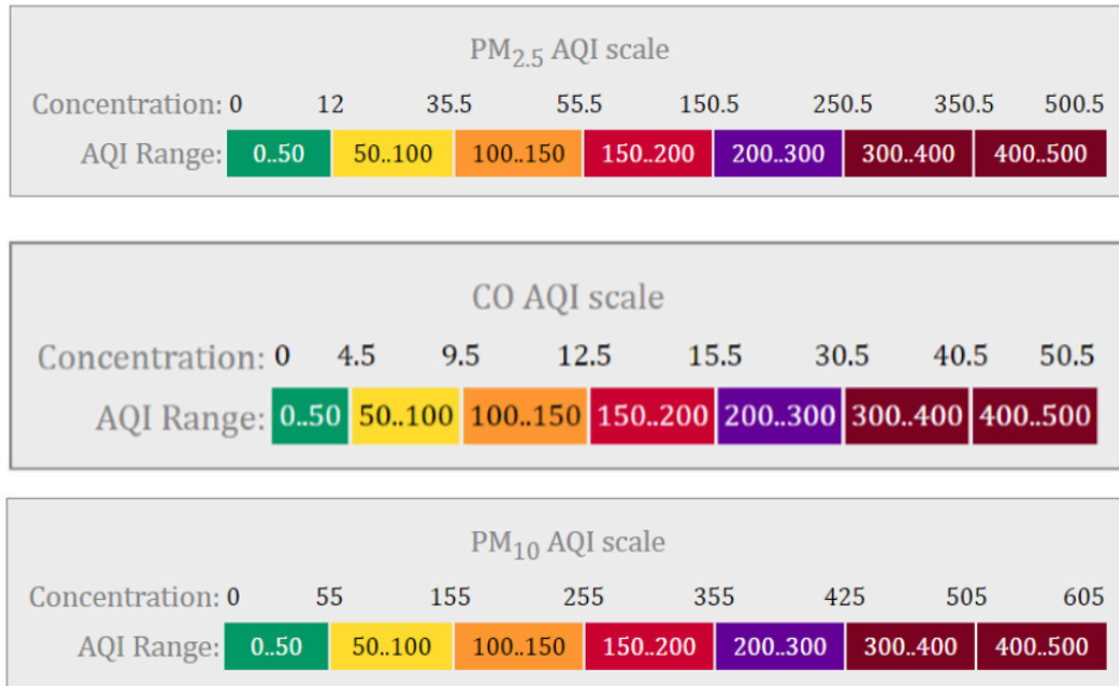 PM2.5 AQI scale
Concentration: 0 12 35.5 55.5 150.5 250.5 350.5 500.5
AQI Range: 0..50 50..100 100..150 150..200 200..300 300..400 400..500
CO AQI scale
Concentration: 0 4.5 9.5 12.5 15.5 30.5 40.5 50.5
AQI Range: 0..50 50..100 100..150 150..200 200..300 300..400 400..500
PM10 AQI scale
Concentration: 0 55 155 255 355 425 505 605
AQI Range: 0..50 50..100 100..150 150..200 200..300 300..400 400..500